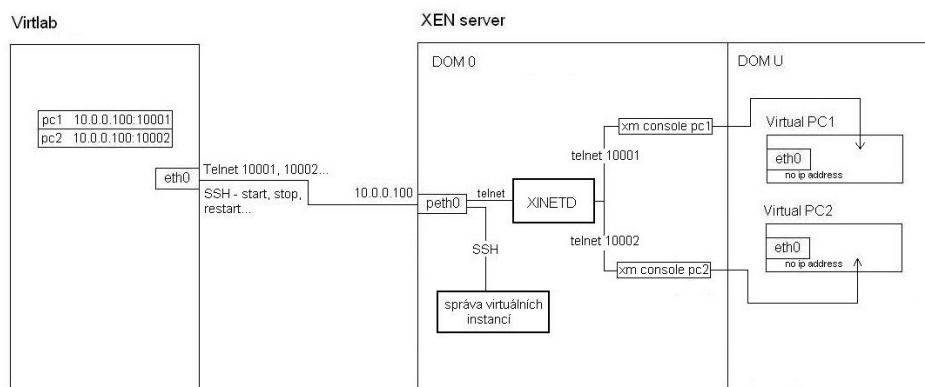 Virtlab
XEN server
DOM 0
DOM U
pc1 10.0.0.100:10001
pc2 10.0.0.100:10002
eth0
Telnet 10001, 10002...
SSH - start, stop,
restart...
10.0.0.100
peth0
telnet
XINETD
SSH
správa virtuálních
instancí
telnet 10001
telnet 10002
xm console pc1
xm console pc2
Virtual PC1
eth0
no ip address
Virtual PC2
eth0
no ip address